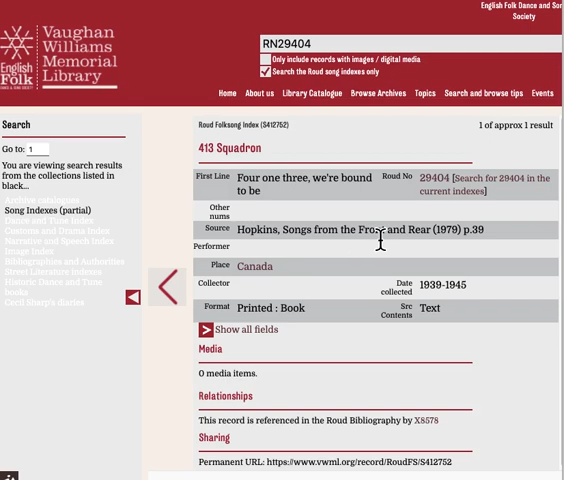 English Folk Dance and Son
Society
Vaughan
Williams
Memorial
Library
English
Folk
RN29404
Only include records with images / digital media
Search the Roud song indexes only
Home About us Library Catalogue Browse Archives Topics Search and browse tips Events
Search
Go to: 1
You are viewing search results
from the collections listed in
black...
Archive catalogues
Song Indexes (partial)
Dance and Tune Index
Customs and Drama Index
Narrative and Speech Index
Image Index
Bibliographies and Authorities
Street Literature Indexes
Historic Dance and Tune
books
Cecil Sharp's diaries
Roud Folksong Index (S412752)
1 of approx 1 result
413 Squadron
First Line Four one three, we're bound
to be
Roud No 29404 [Search for 29404 in the
current indexes]
Other
nums
Source Hopkins, Songs from the Front and Rear (1979) p.39
Performer
Place Canada
Collector
Date
collected 1939-1945
Format Printed : Book
Src
Contents Text
Show all fields
Media
0 media items.
Relationships
This record is referenced in the Roud Bibliography by X8578
Sharing
Permanent URL: https://www.vwml.org/record/RoudFS/S412752